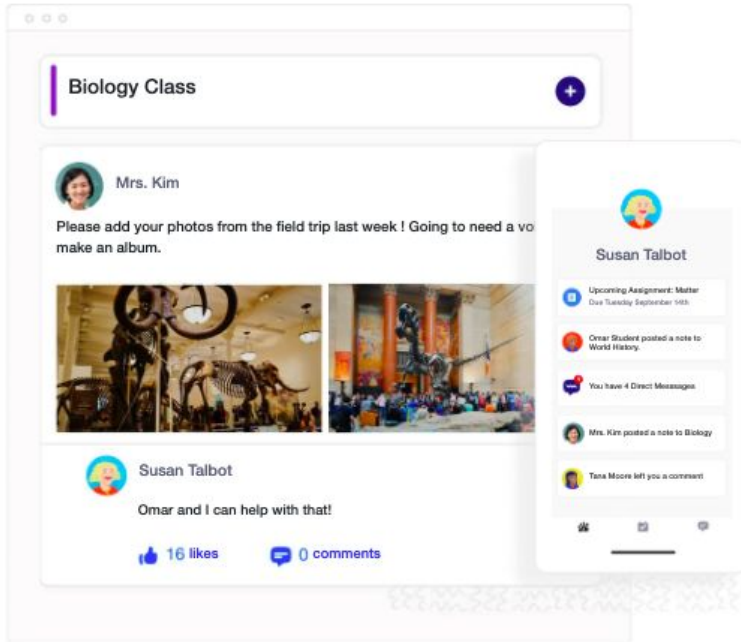 Biology Class
Mrs. Kim
Please add your photos from the field trip last week ! Going to need a
make an album.
Susan Talbot
Omar and I can help with that!
16 likes
0 comments
Susan Talbot
Upcoming Assignment: Matter
Due Tuesday September 14th
Omar Student posted a note to
World History.
You have 4 Direct Messages
Mrs. Kim posted a note to Biology
Tana Moore left you a comment